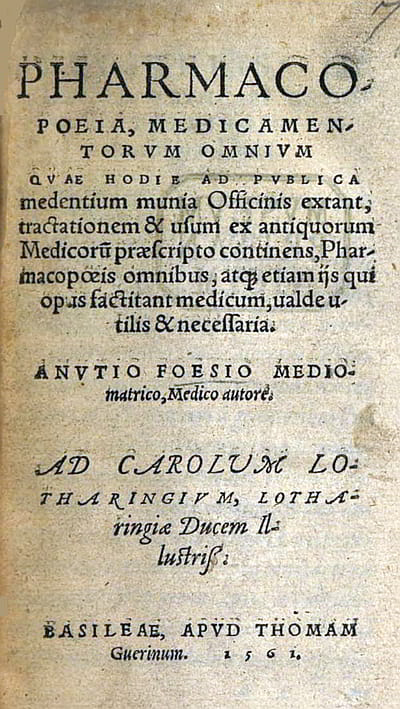 7
PHARMACO-
POEIA, MEDICAMEN-
TORVM OMNIVM
QVAE HODIE AD PVBLICA
medentium munia Officinis extant,
tractationem & usum ex antiquorum
Medicorũ præscripto continens, Phar-
macopœis omnibus, atq; etiam ijs qui
opus factitant medicum, ualde u-
tilis & necessaria.
ANVTIO FOESIO MEDIO-
matrico, Medico autore.
AD CAROLUM LO-
THARINGIVM, LOTHA-
ringiæ Ducem Il-
lustriß.
BASILEAE, APVD THOMAM
Guerinum. 1561.